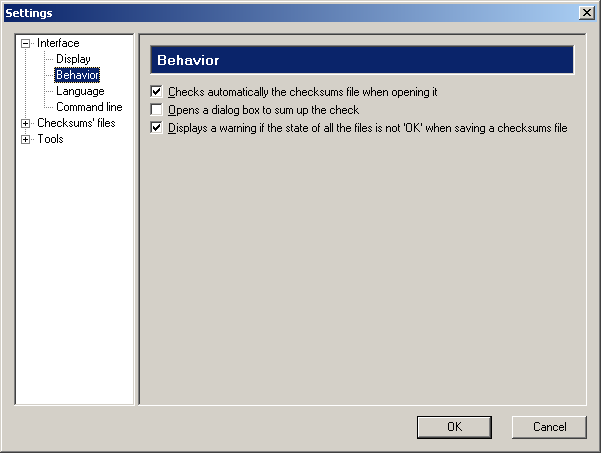 Settings
Interface
Display
Behavior
Language
Command line
Checksums' files
Tools
Behavior
Checks automatically the checksums file when opening it
Opens a dialog box to sum up the check
Displays a warning if the state of all the files is not 'OK' when saving a checksums file
OK
Cancel